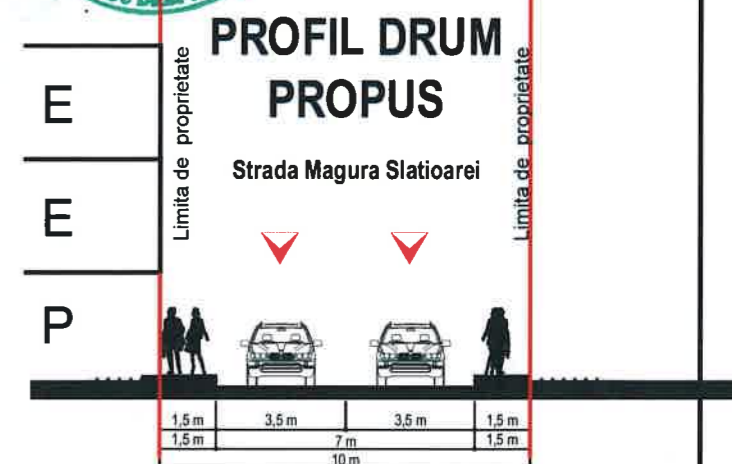 PROFIL DRUM
PROPUS
Strada Magura Slatioarei
Limita de proprietate
Limita de proprietate
E
E
P
1,5 m 3,5 m 3,5 m 1,5 m
1,5 m 7 m 1,5 m
10 m